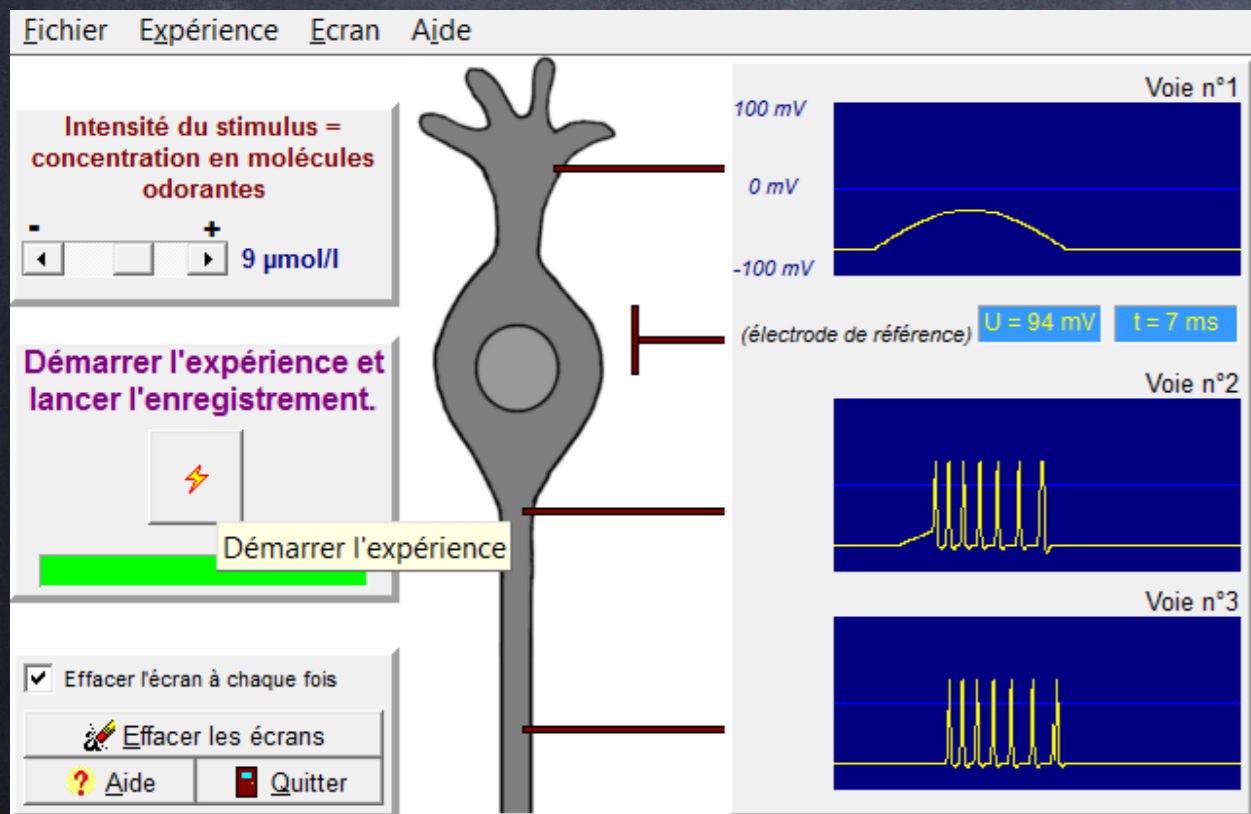 Fichier Expérience Ecran Aide
Intensité du stimulus =
concentration en molécules
odorantes
- +
9 µmol/l
Démarrer l'expérience et
lancer l'enregistrement.
Démarrer l'expérience
Effacer l'écran à chaque fois
Effacer les écrans
? Aide Quitter
Voie n°1
100 mV
0 mV
-100 mV
(électrode de référence) U = 94 mV t = 7 ms
Voie n°2
Voie n°3